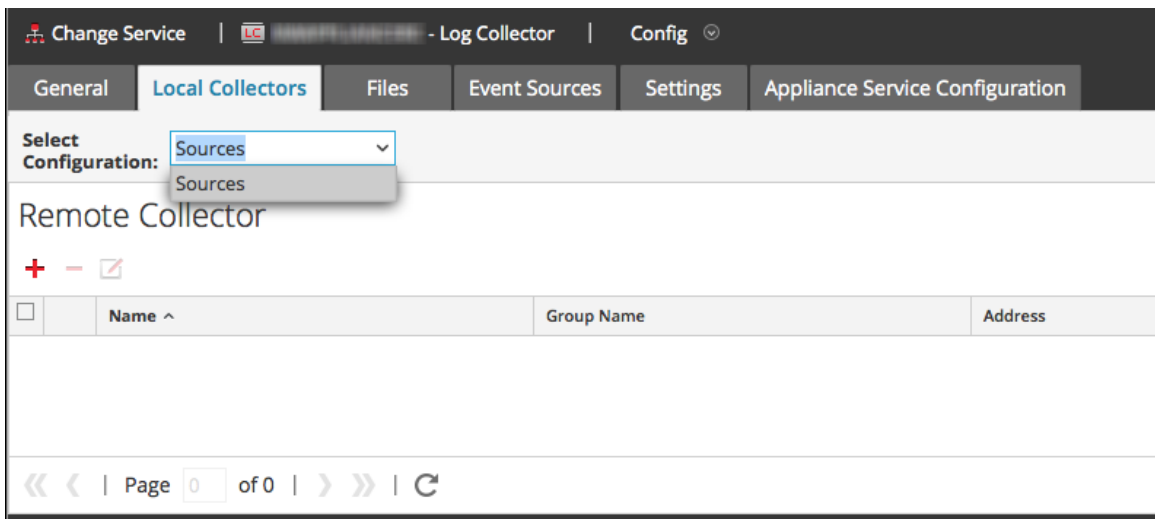 Change Service | LC - Log Collector | Config
General Local Collectors Files Event Sources Settings Appliance Service Configuration
Select
Configuration:
Sources
Sources
Remote Collector
Name Group Name Address
Page 0 of 0